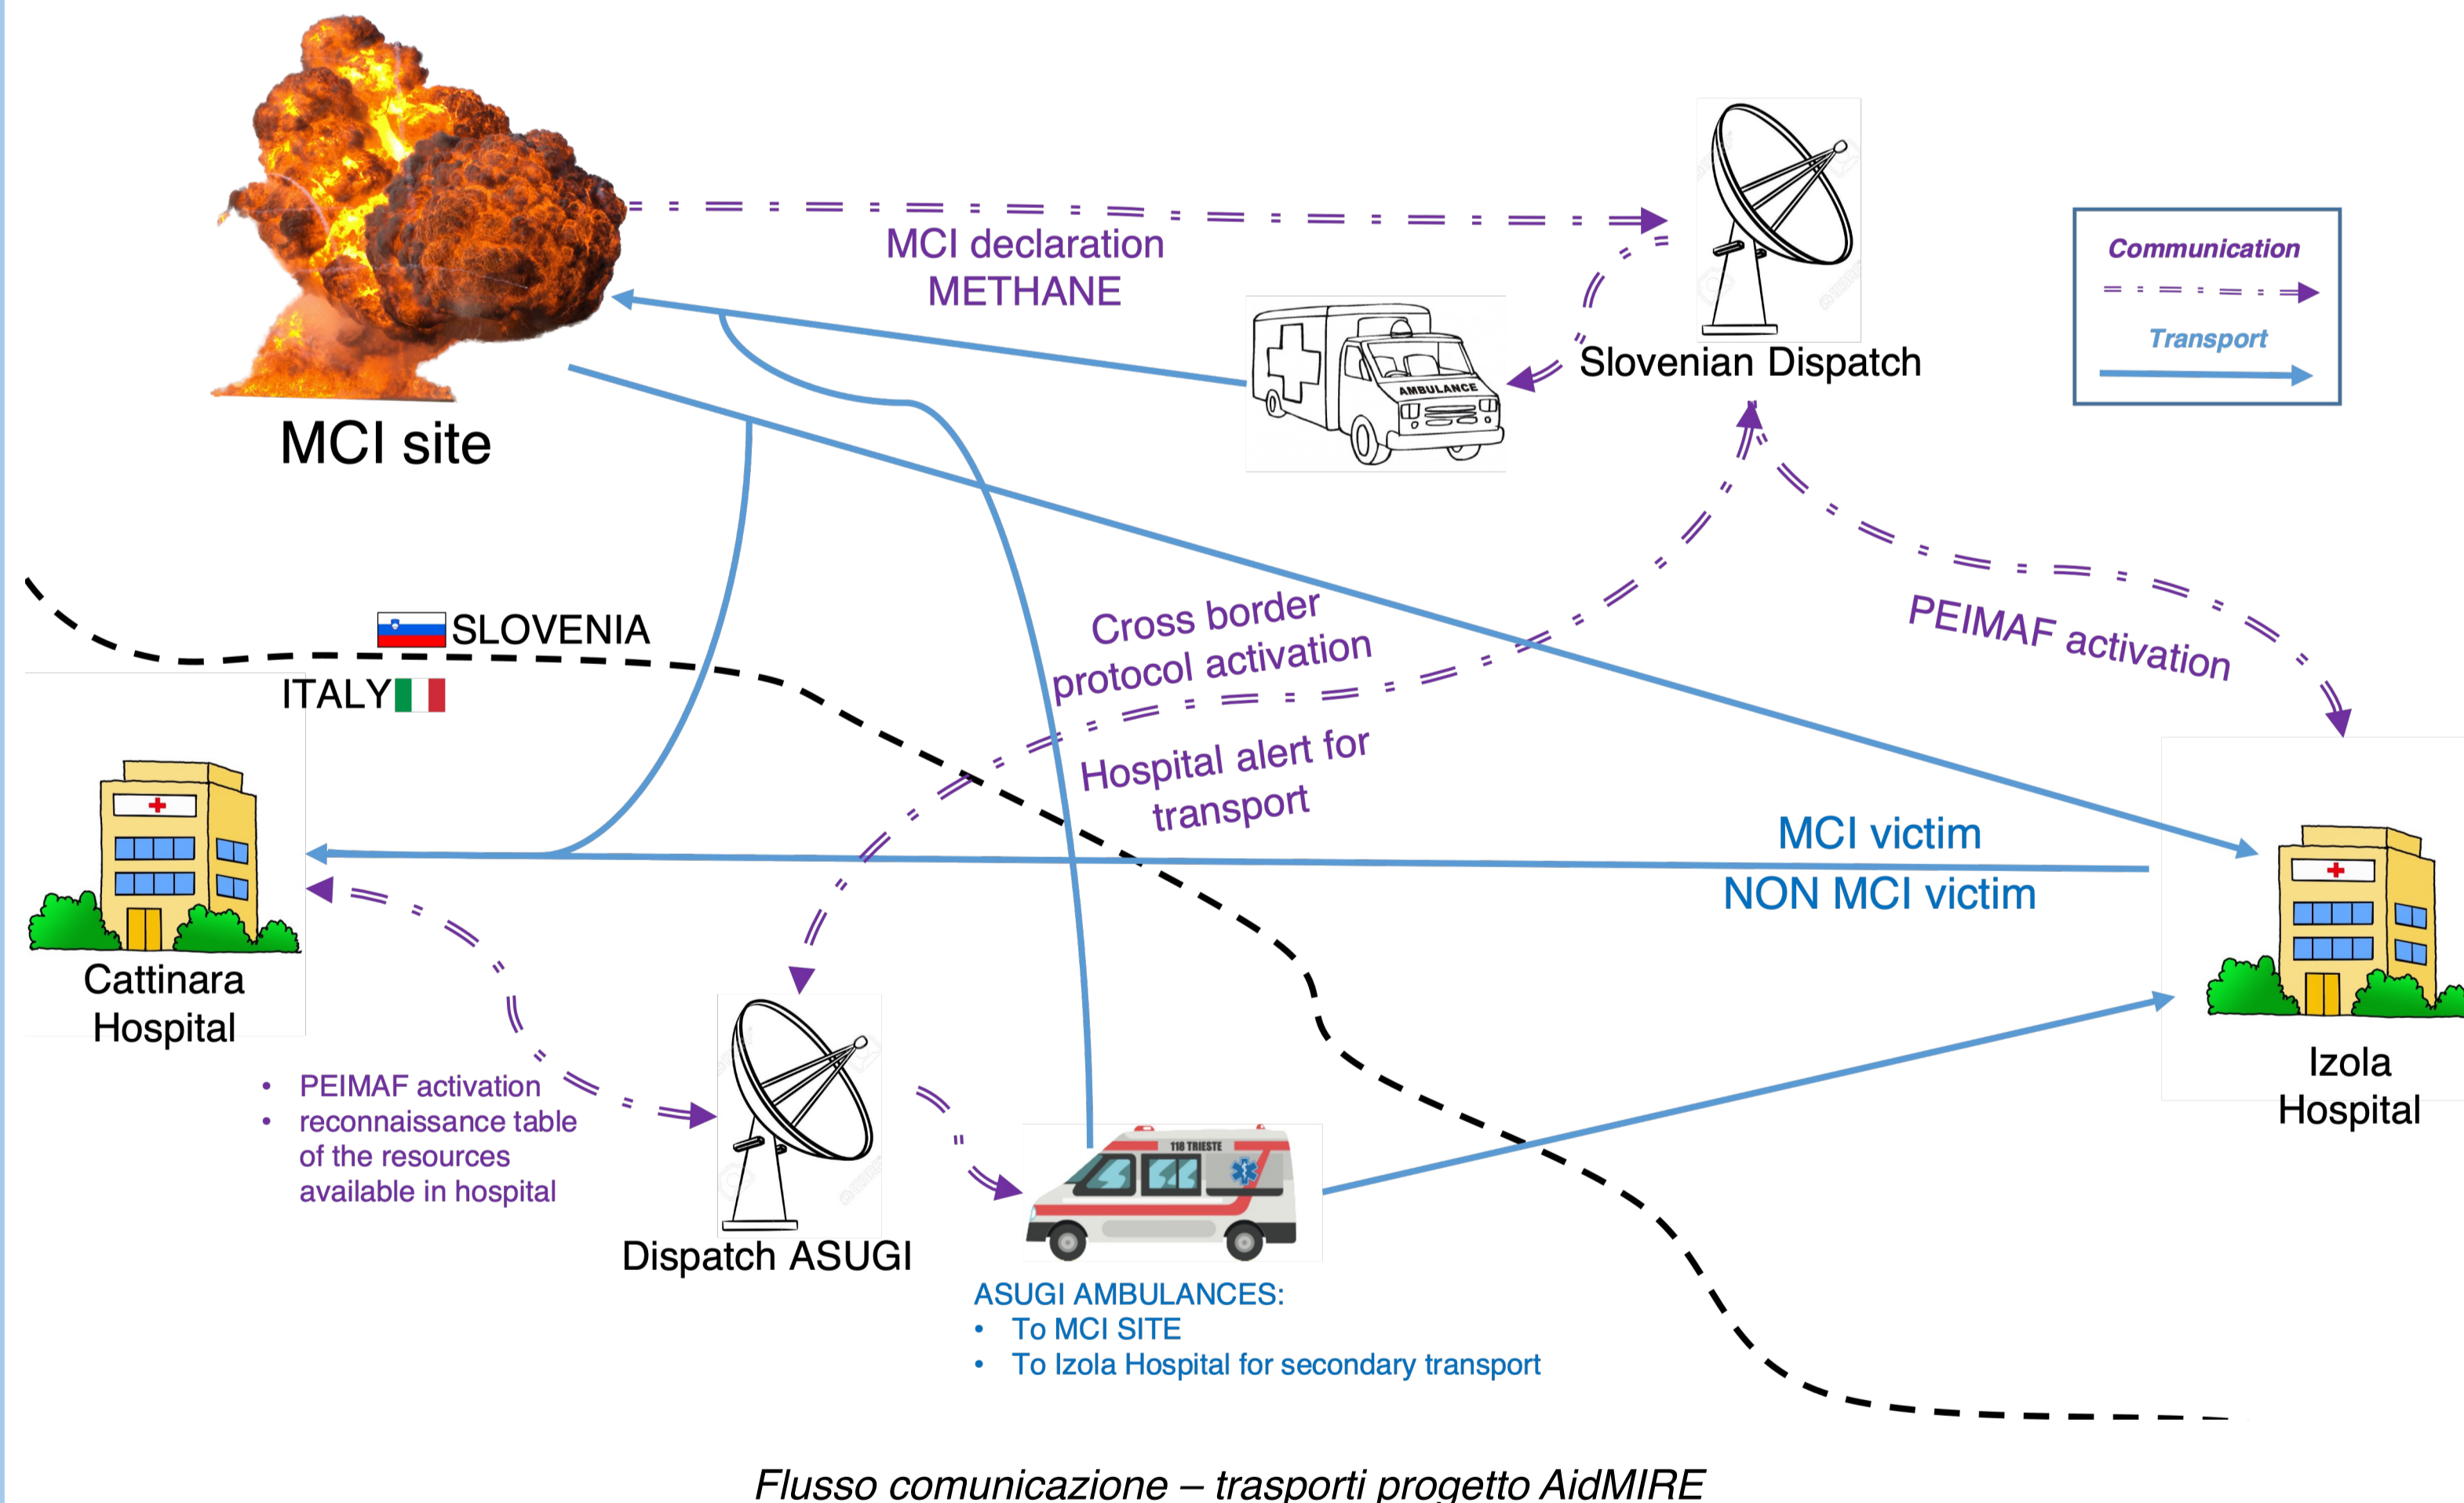 MCI declaration
METHANE
Communication
Transport
Slovenian Dispatch
AMBULANCE
MCI site
SLOVENIA
ITALY
Cross border
protocol activation
Hospital alert for
transport
PEIMAF activation
MCI victim
NON MCI victim
Cattinara
Hospital
Izola
Hospital
• PEIMAF activation
• reconnaissance table
of the resources
available in hospital
118 TRIESTE
Dispatch ASUGI
ASUGI AMBULANCES:
• To MCI SITE
• To Izola Hospital for secondary transport
Flusso comunicazione – trasporti progetto AidMIRE